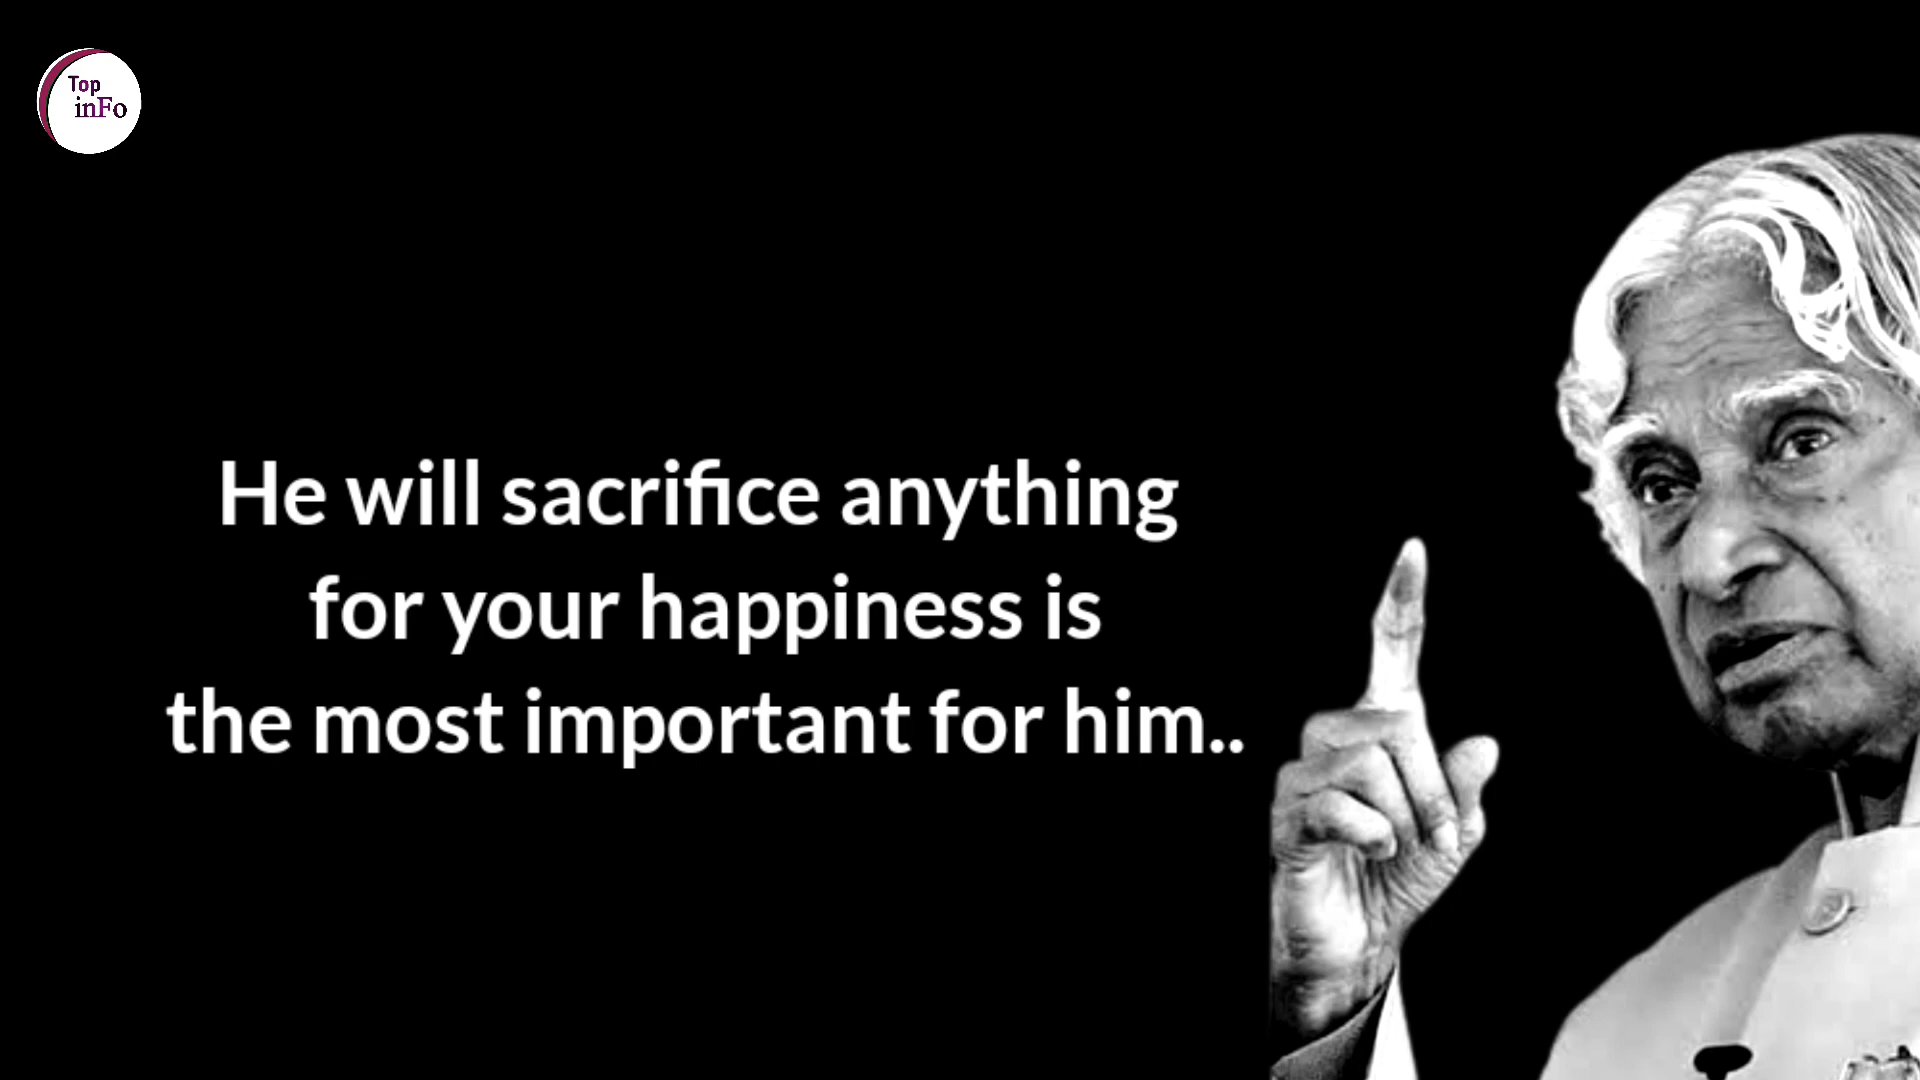 Top
inFo
He will sacrifice anything
for your happiness is
the most important for him..